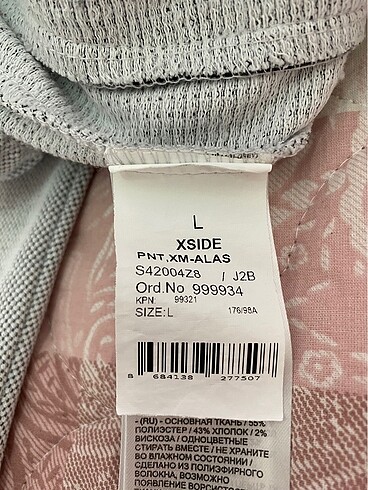 L
XSIDE
PNT.XM-ALAS
S42004Z8 / J2B
Ord.No 999934
KPN: 99321
SIZE:L 176/98A
8 684138 277507
- (RU) - ОСНОВНАЯ ТКАНЬ / 55%
ПОЛИЭСТЕР / 43% ХЛОПОК / 2%
ВИСКОЗА / ОДНОЦВЕТНЫЕ
СТИРАТЬ ВМЕСТЕ / НЕ ХРАНИТЕ
ВО ВЛАЖНОМ СОСТОЯНИИ /
СДЕЛАНО ИЗ ПОЛИЭФИРНОГО
ВОЛОКНА, ВОЗМОЖНО
ПОЯВЛЕНИЕ ВОРСИСТОСТ